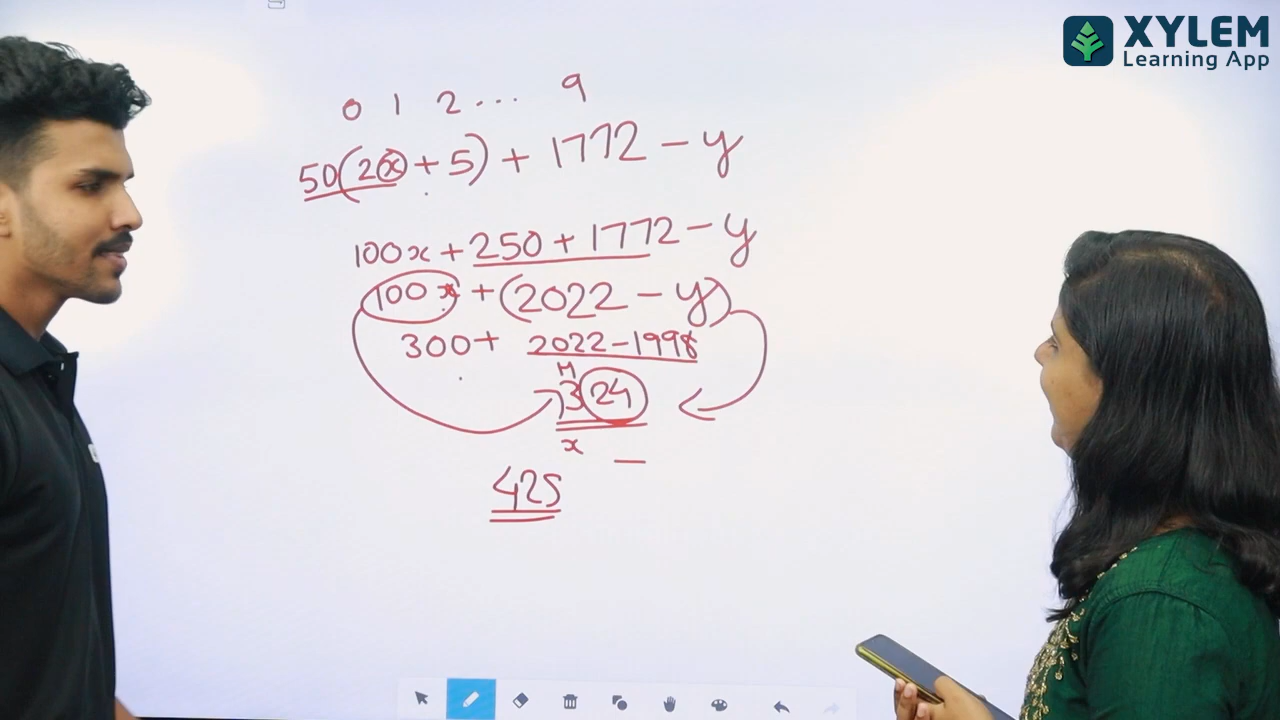 XYLEM
Learning App
0 1 2 ... 9
50(2x + 5) + 1772 - y
100x + 250 + 1772 - y
100x + (2022 - y)
300 + 2022 - 1998
M
324
x
425